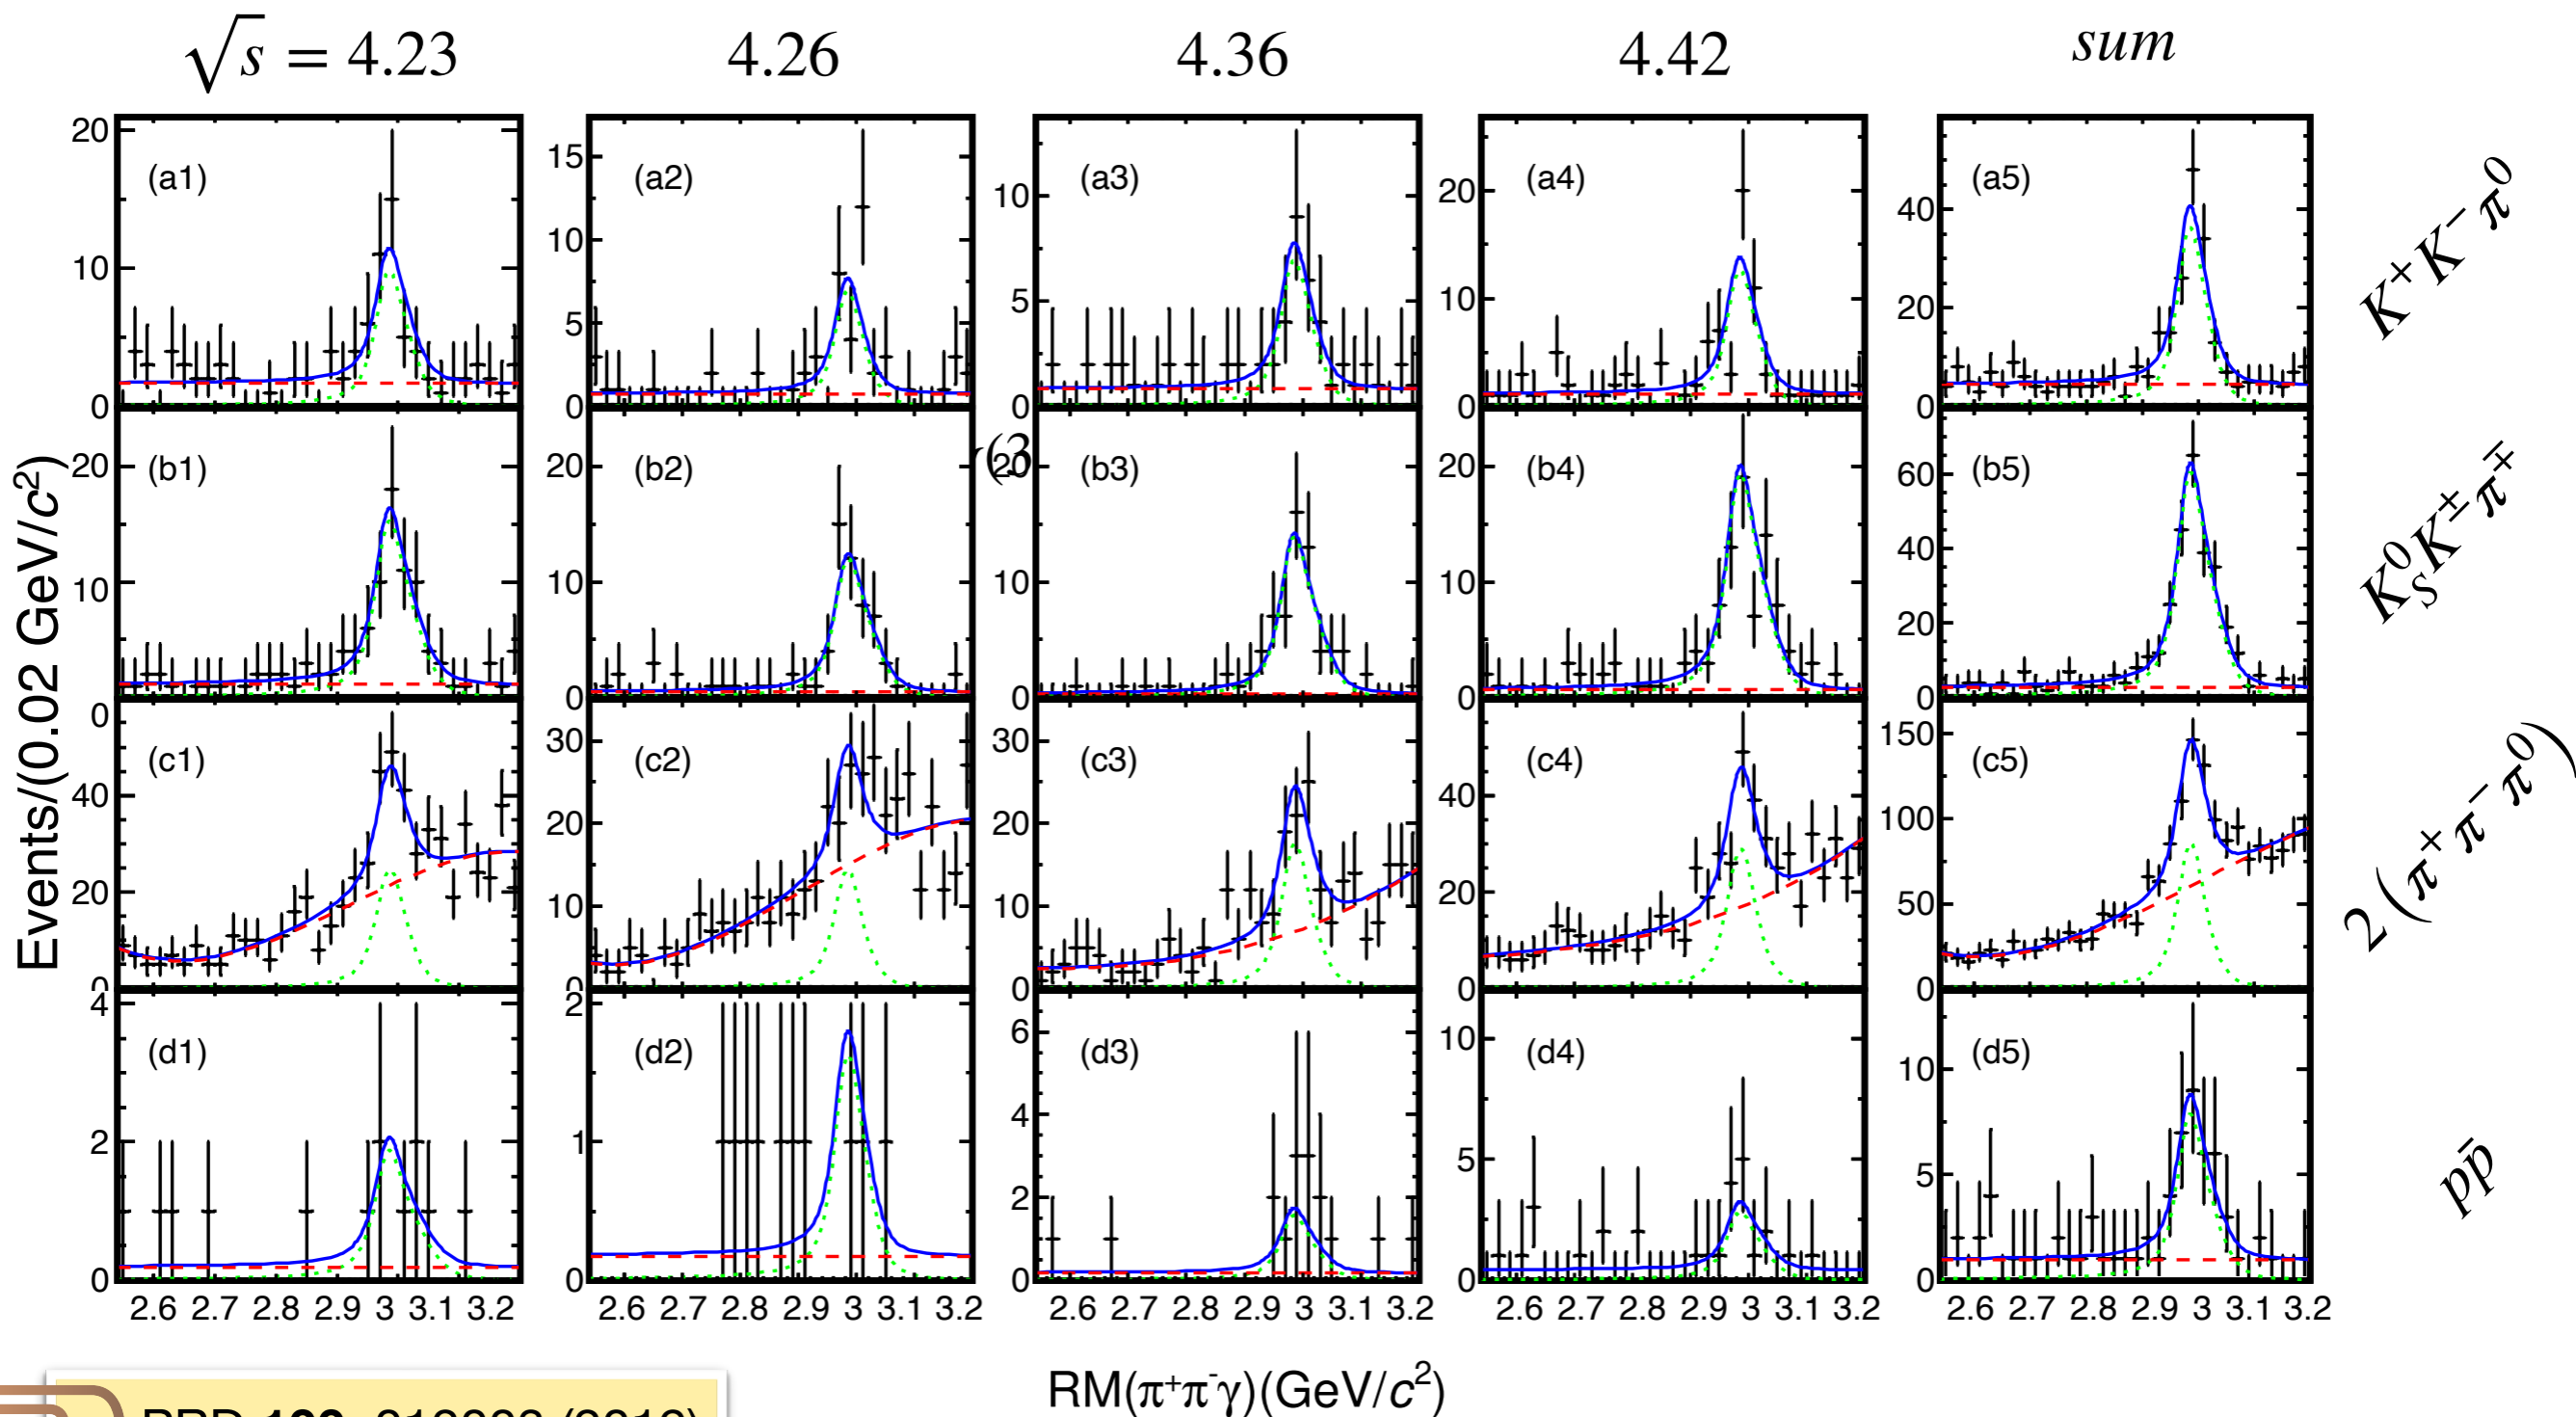 √s = 4.23 4.26 4.36 4.42 sum
20 10 0 (a1)
15 10 5 0 (a2)
10 5 0 (a3)
20 10 0 (a4)
40 20 0 (a5)
K⁺K⁻π⁰
20 10 (b1)
20 10 0 (b2)
(3
20 10 0 (b3)
20 10 0 (b4)
60 40 20 0 (b5)
K_S^0 K^± π^∓
0 40 20 0 (c1)
30 20 10 0 (c2)
30 20 10 0 (c3)
40 20 0 (c4)
150 100 50 0 (c5)
2(π⁺π⁻π⁰)
4 2 0 (d1)
2 1 0 (d2)
6 4 2 0 (d3)
10 5 0 (d4)
10 5 0 (d5)
pp̄
Events/(0.02 GeV/c²)
2.6 2.7 2.8 2.9 3 3.1 3.2
2.6 2.7 2.8 2.9 3 3.1 3.2
2.6 2.7 2.8 2.9 3 3.1 3.2
2.6 2.7 2.8 2.9 3 3.1 3.2
2.6 2.7 2.8 2.9 3 3.1 3.2
RM(π⁺π⁻γ)(GeV/c²)